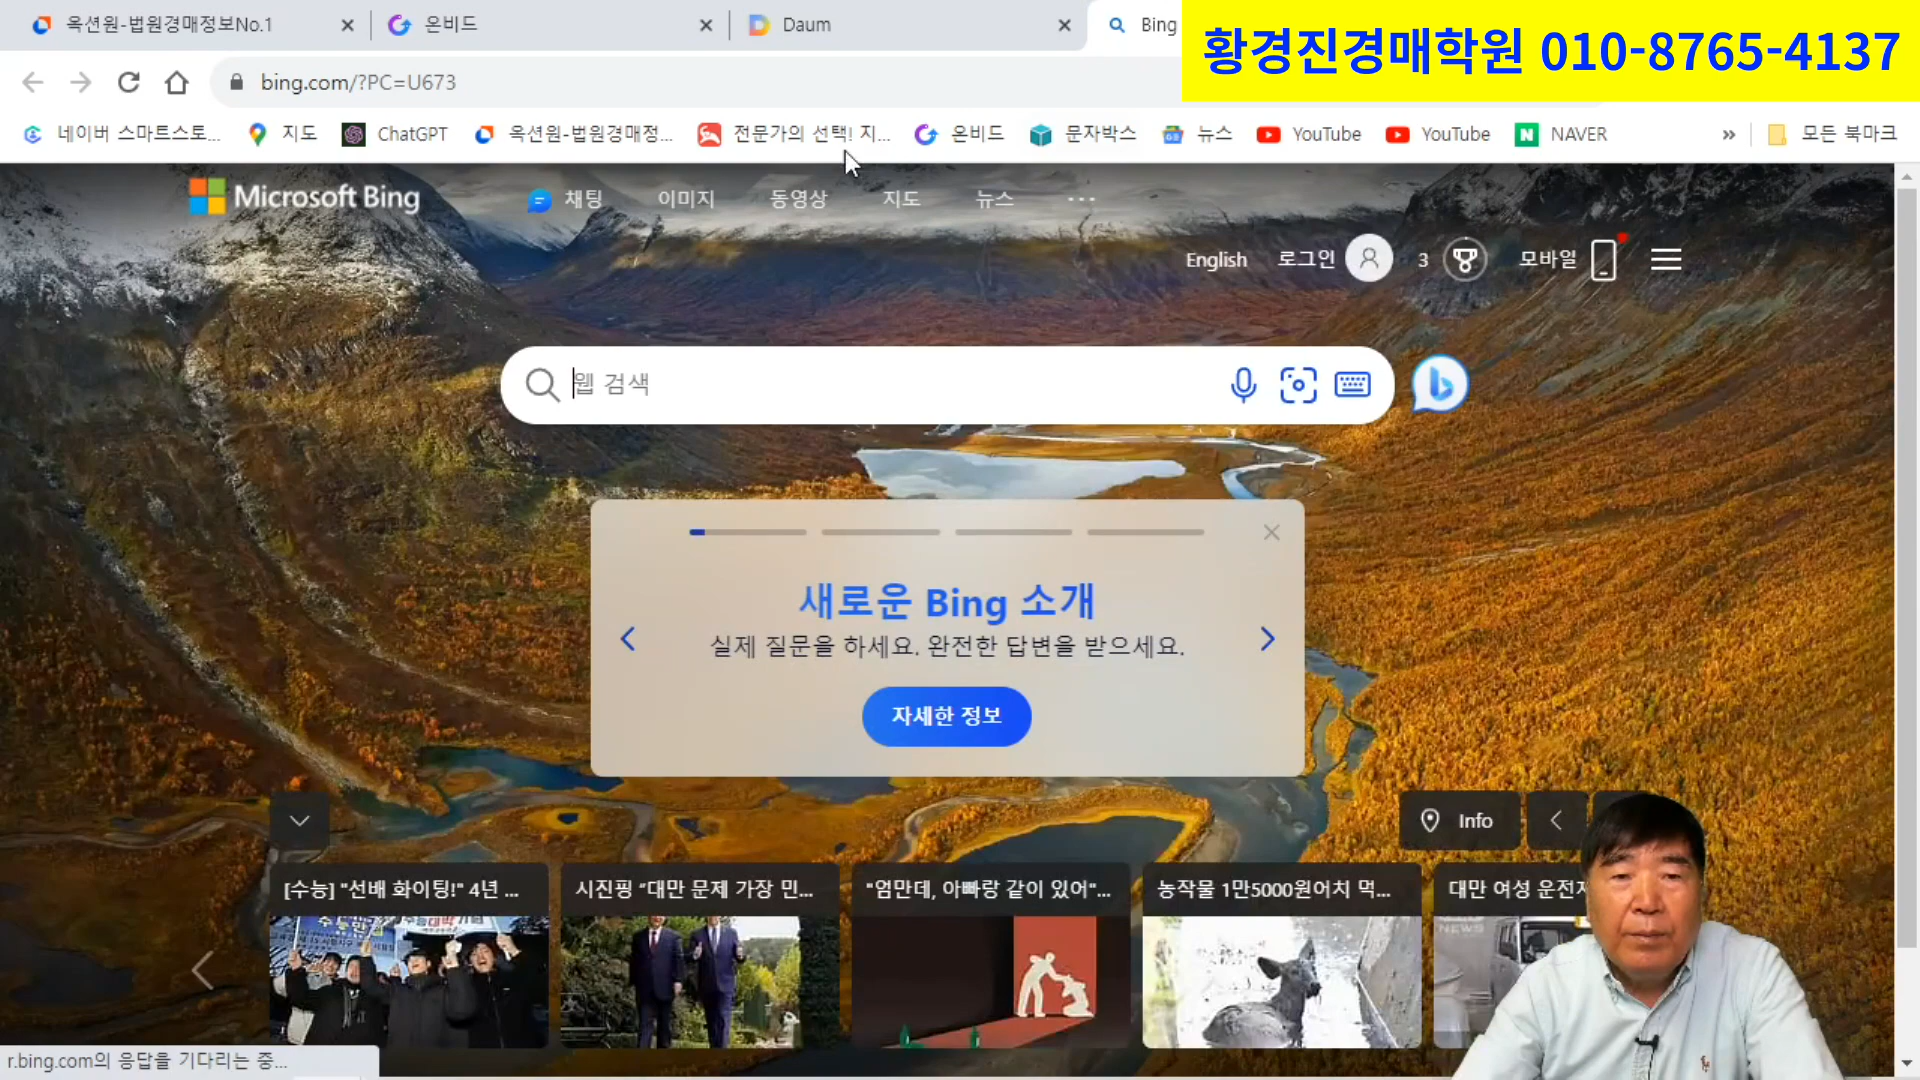 옥션원-법원경매정보No.1
온비드
Daum
Bing
황경진경매학원 010-8765-4137
bing.com/?PC=U673
네이버 스마트스토...
지도
ChatGPT
옥션원-법원경매정...
전문가의 선택! 지...
온비드
문자박스
뉴스
YouTube
YouTube
NAVER
»
모든 북마크
Microsoft Bing
채팅
이미지
동영상
지도
뉴스
...
English
로그인
3
모바일
웹 검색
새로운 Bing 소개
실제 질문을 하세요. 완전한 답변을 받으세요.
자세한 정보
Info
[수능] "선배 화이팅!" 4년 ...
시진핑 “대만 문제 가장 민...
"엄만데, 아빠랑 같이 있어"...
농작물 1만5000원어치 먹...
대만 여성 운전
NEWS
r.bing.com의 응답을 기다리는 중...